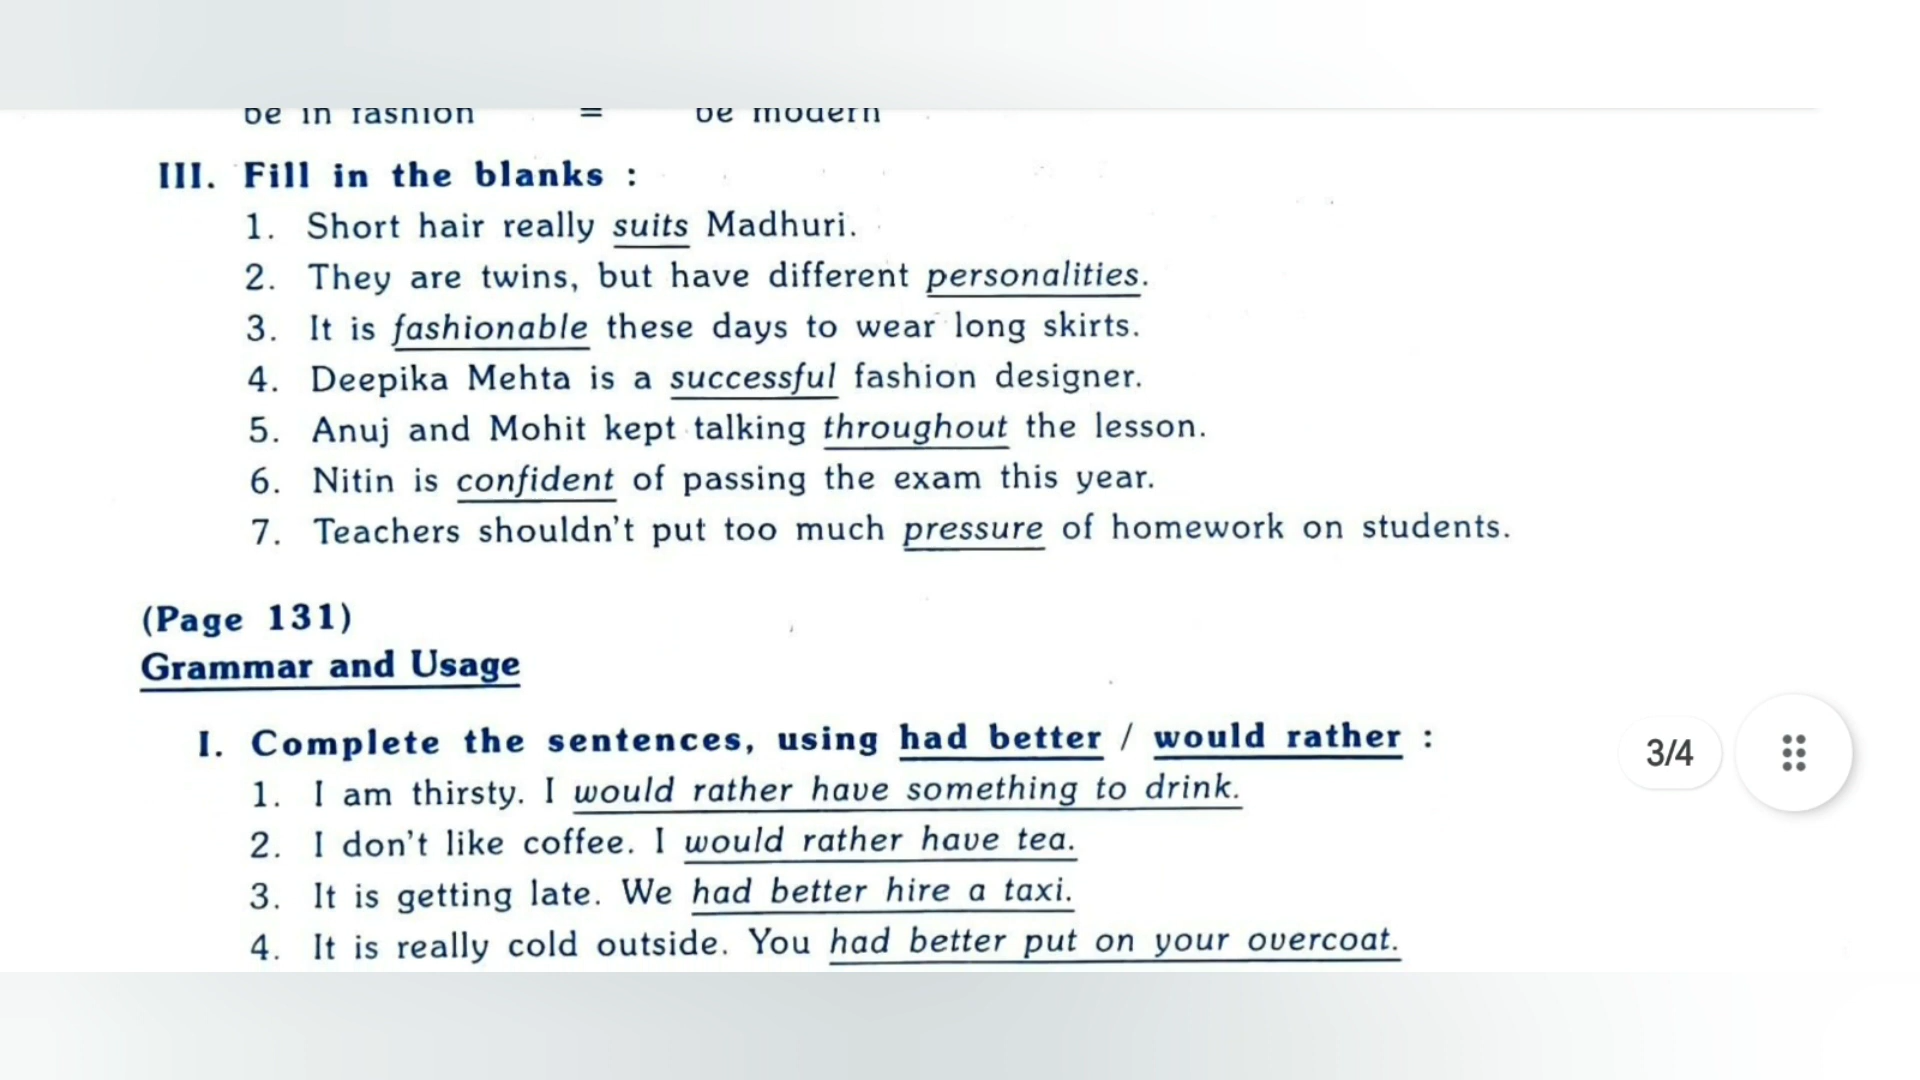 be in fashion = be modern
III. Fill in the blanks :
1. Short hair really suits Madhuri.
2. They are twins, but have different personalities.
3. It is fashionable these days to wear long skirts.
4. Deepika Mehta is a successful fashion designer.
5. Anuj and Mohit kept talking throughout the lesson.
6. Nitin is confident of passing the exam this year.
7. Teachers shouldn't put too much pressure of homework on students.
(Page 131)
Grammar and Usage
I. Complete the sentences, using had better / would rather :
3/4
1. I am thirsty. I would rather have something to drink.
2. I don't like coffee. I would rather have tea.
3. It is getting late. We had better hire a taxi.
4. It is really cold outside. You had better put on your overcoat.